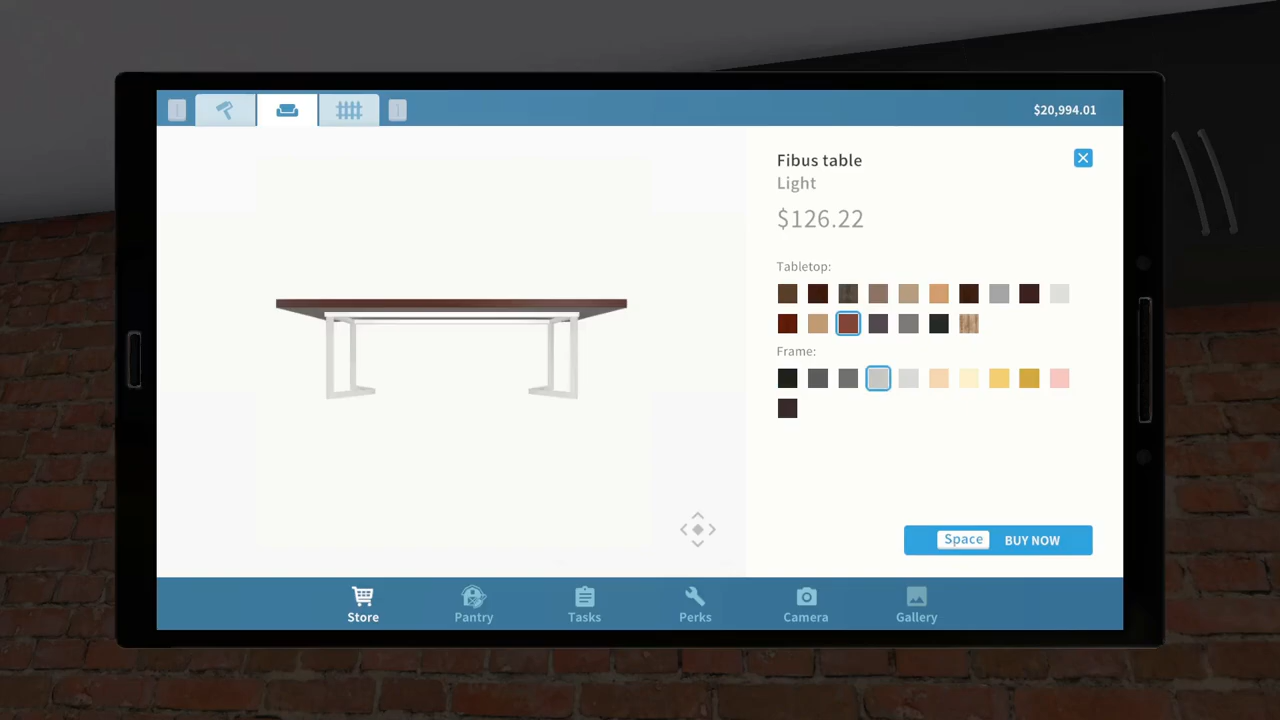 $20,994.01
Fibus table
Light
$126.22
Tabletop:
Frame:
Space BUY NOW
Store Pantry Tasks Perks Camera Gallery